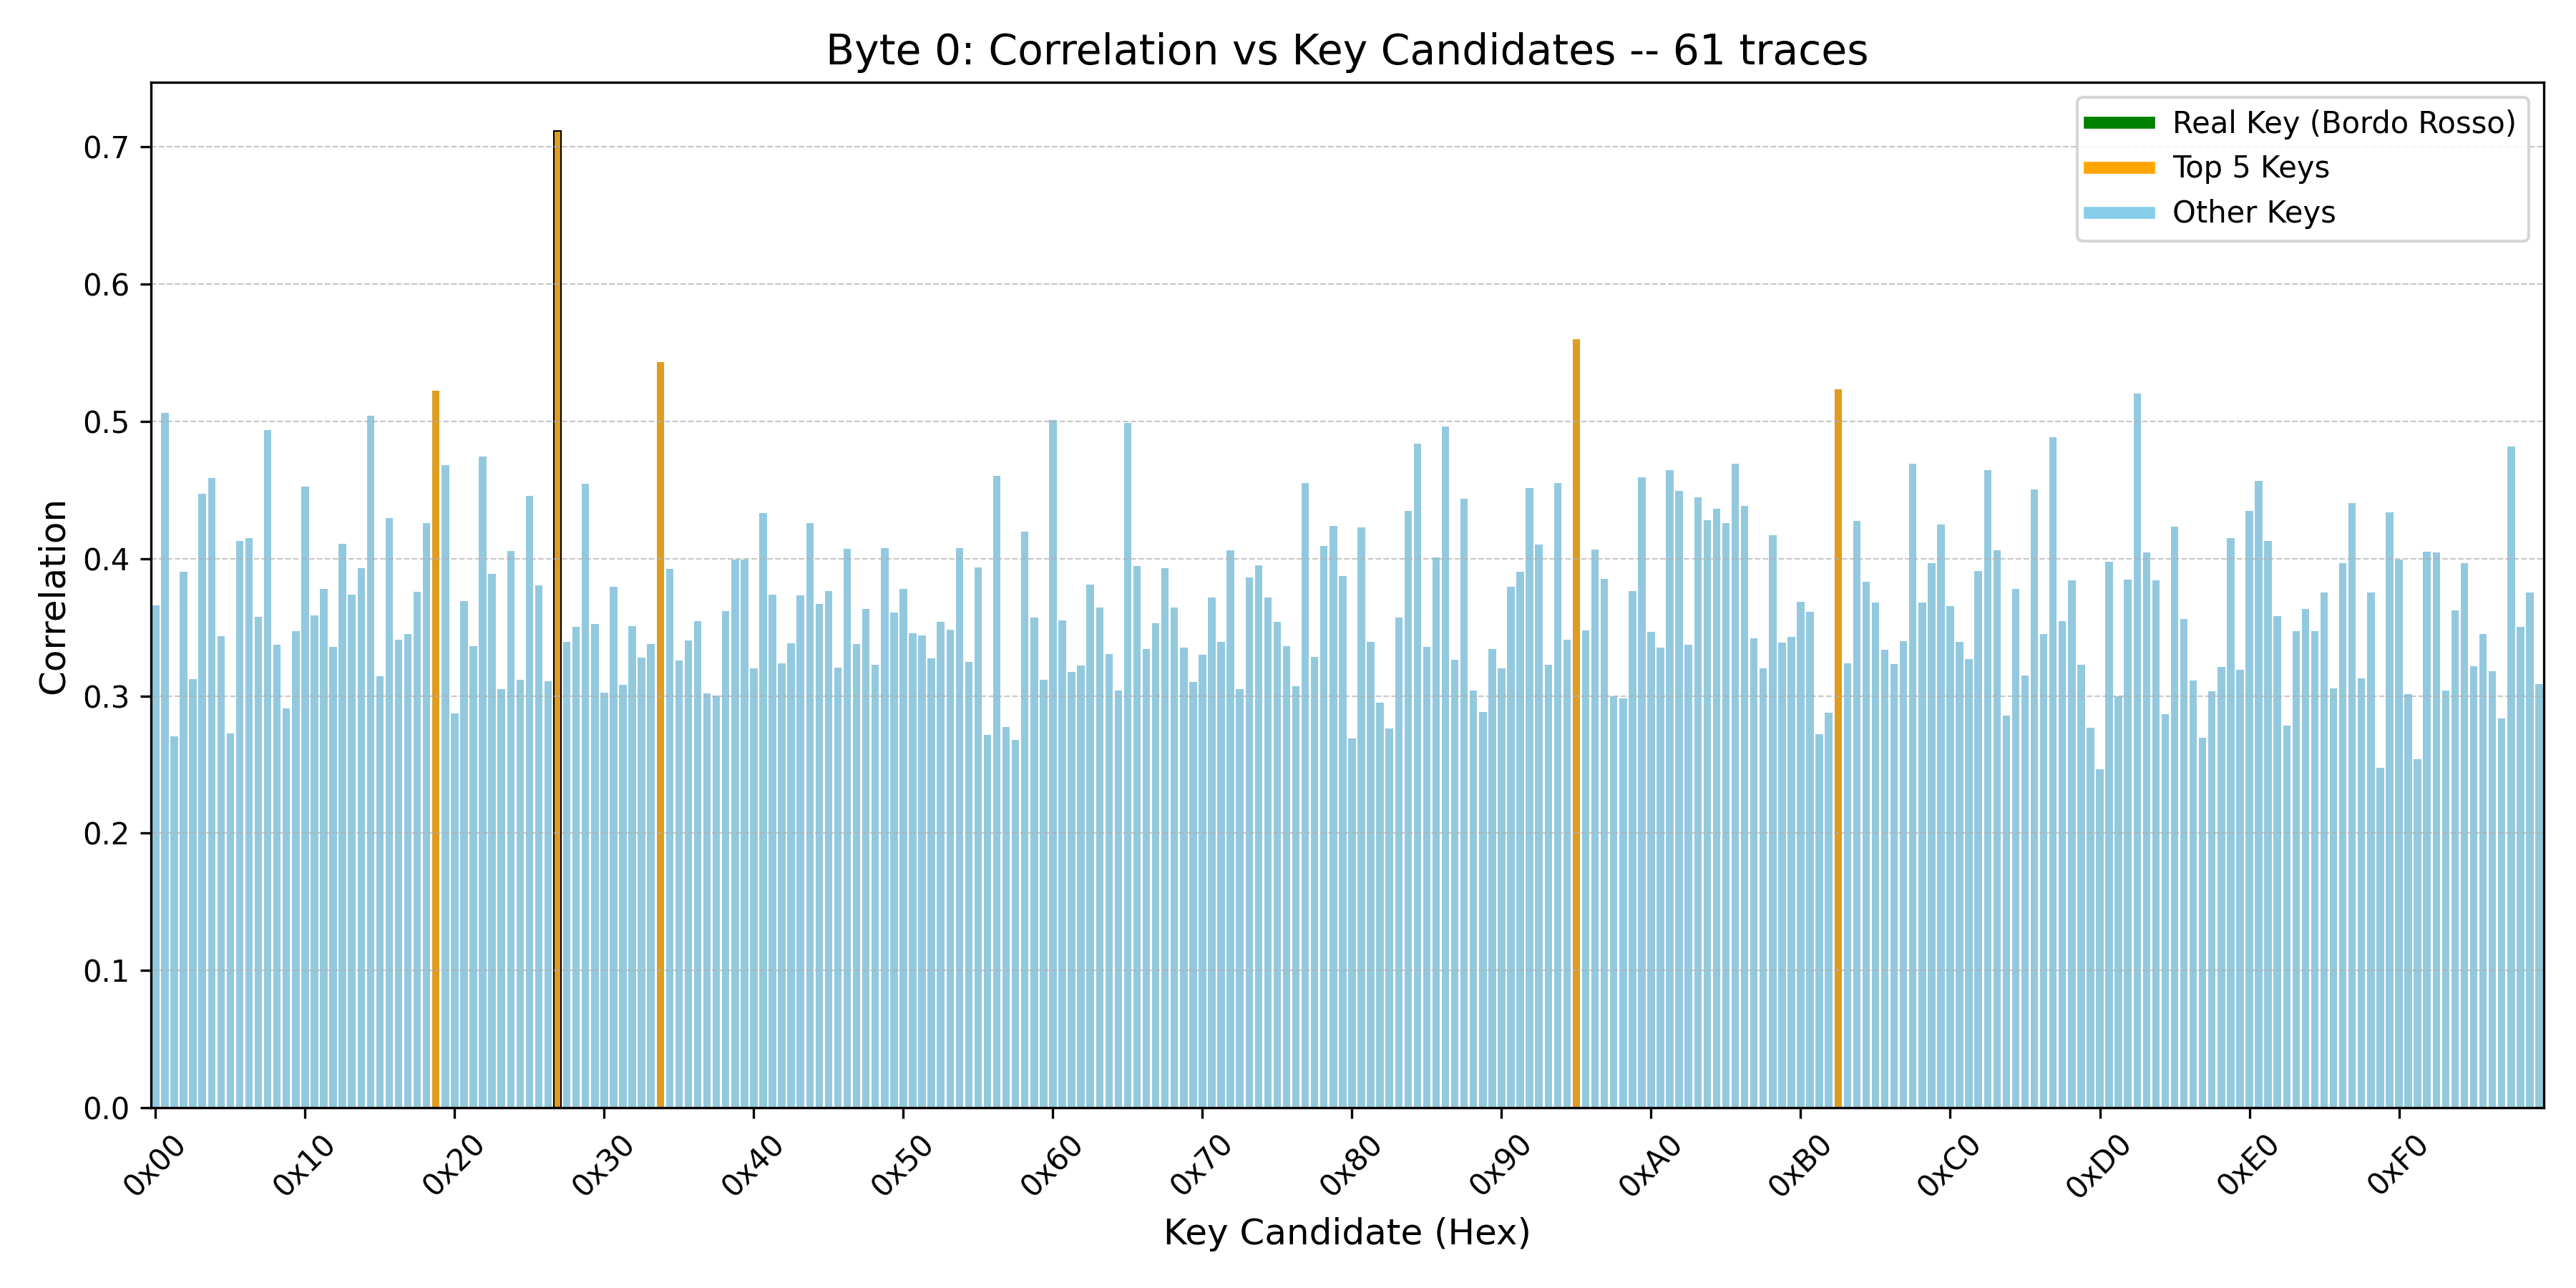 Byte 0: Correlation vs Key Candidates -- 61 traces
Real Key (Bordo Rosso)
Top 5 Keys
Other Keys
Correlation
0.7
0.6
0.5
0.4
0.3
0.2
0.1
0.0
0x00 0x10 0x20 0x30 0x40 0x50 0x60 0x70 0x80 0x90 0xA0 0xB0 0xC0 0xD0 0xE0 0xF0
Key Candidate (Hex)